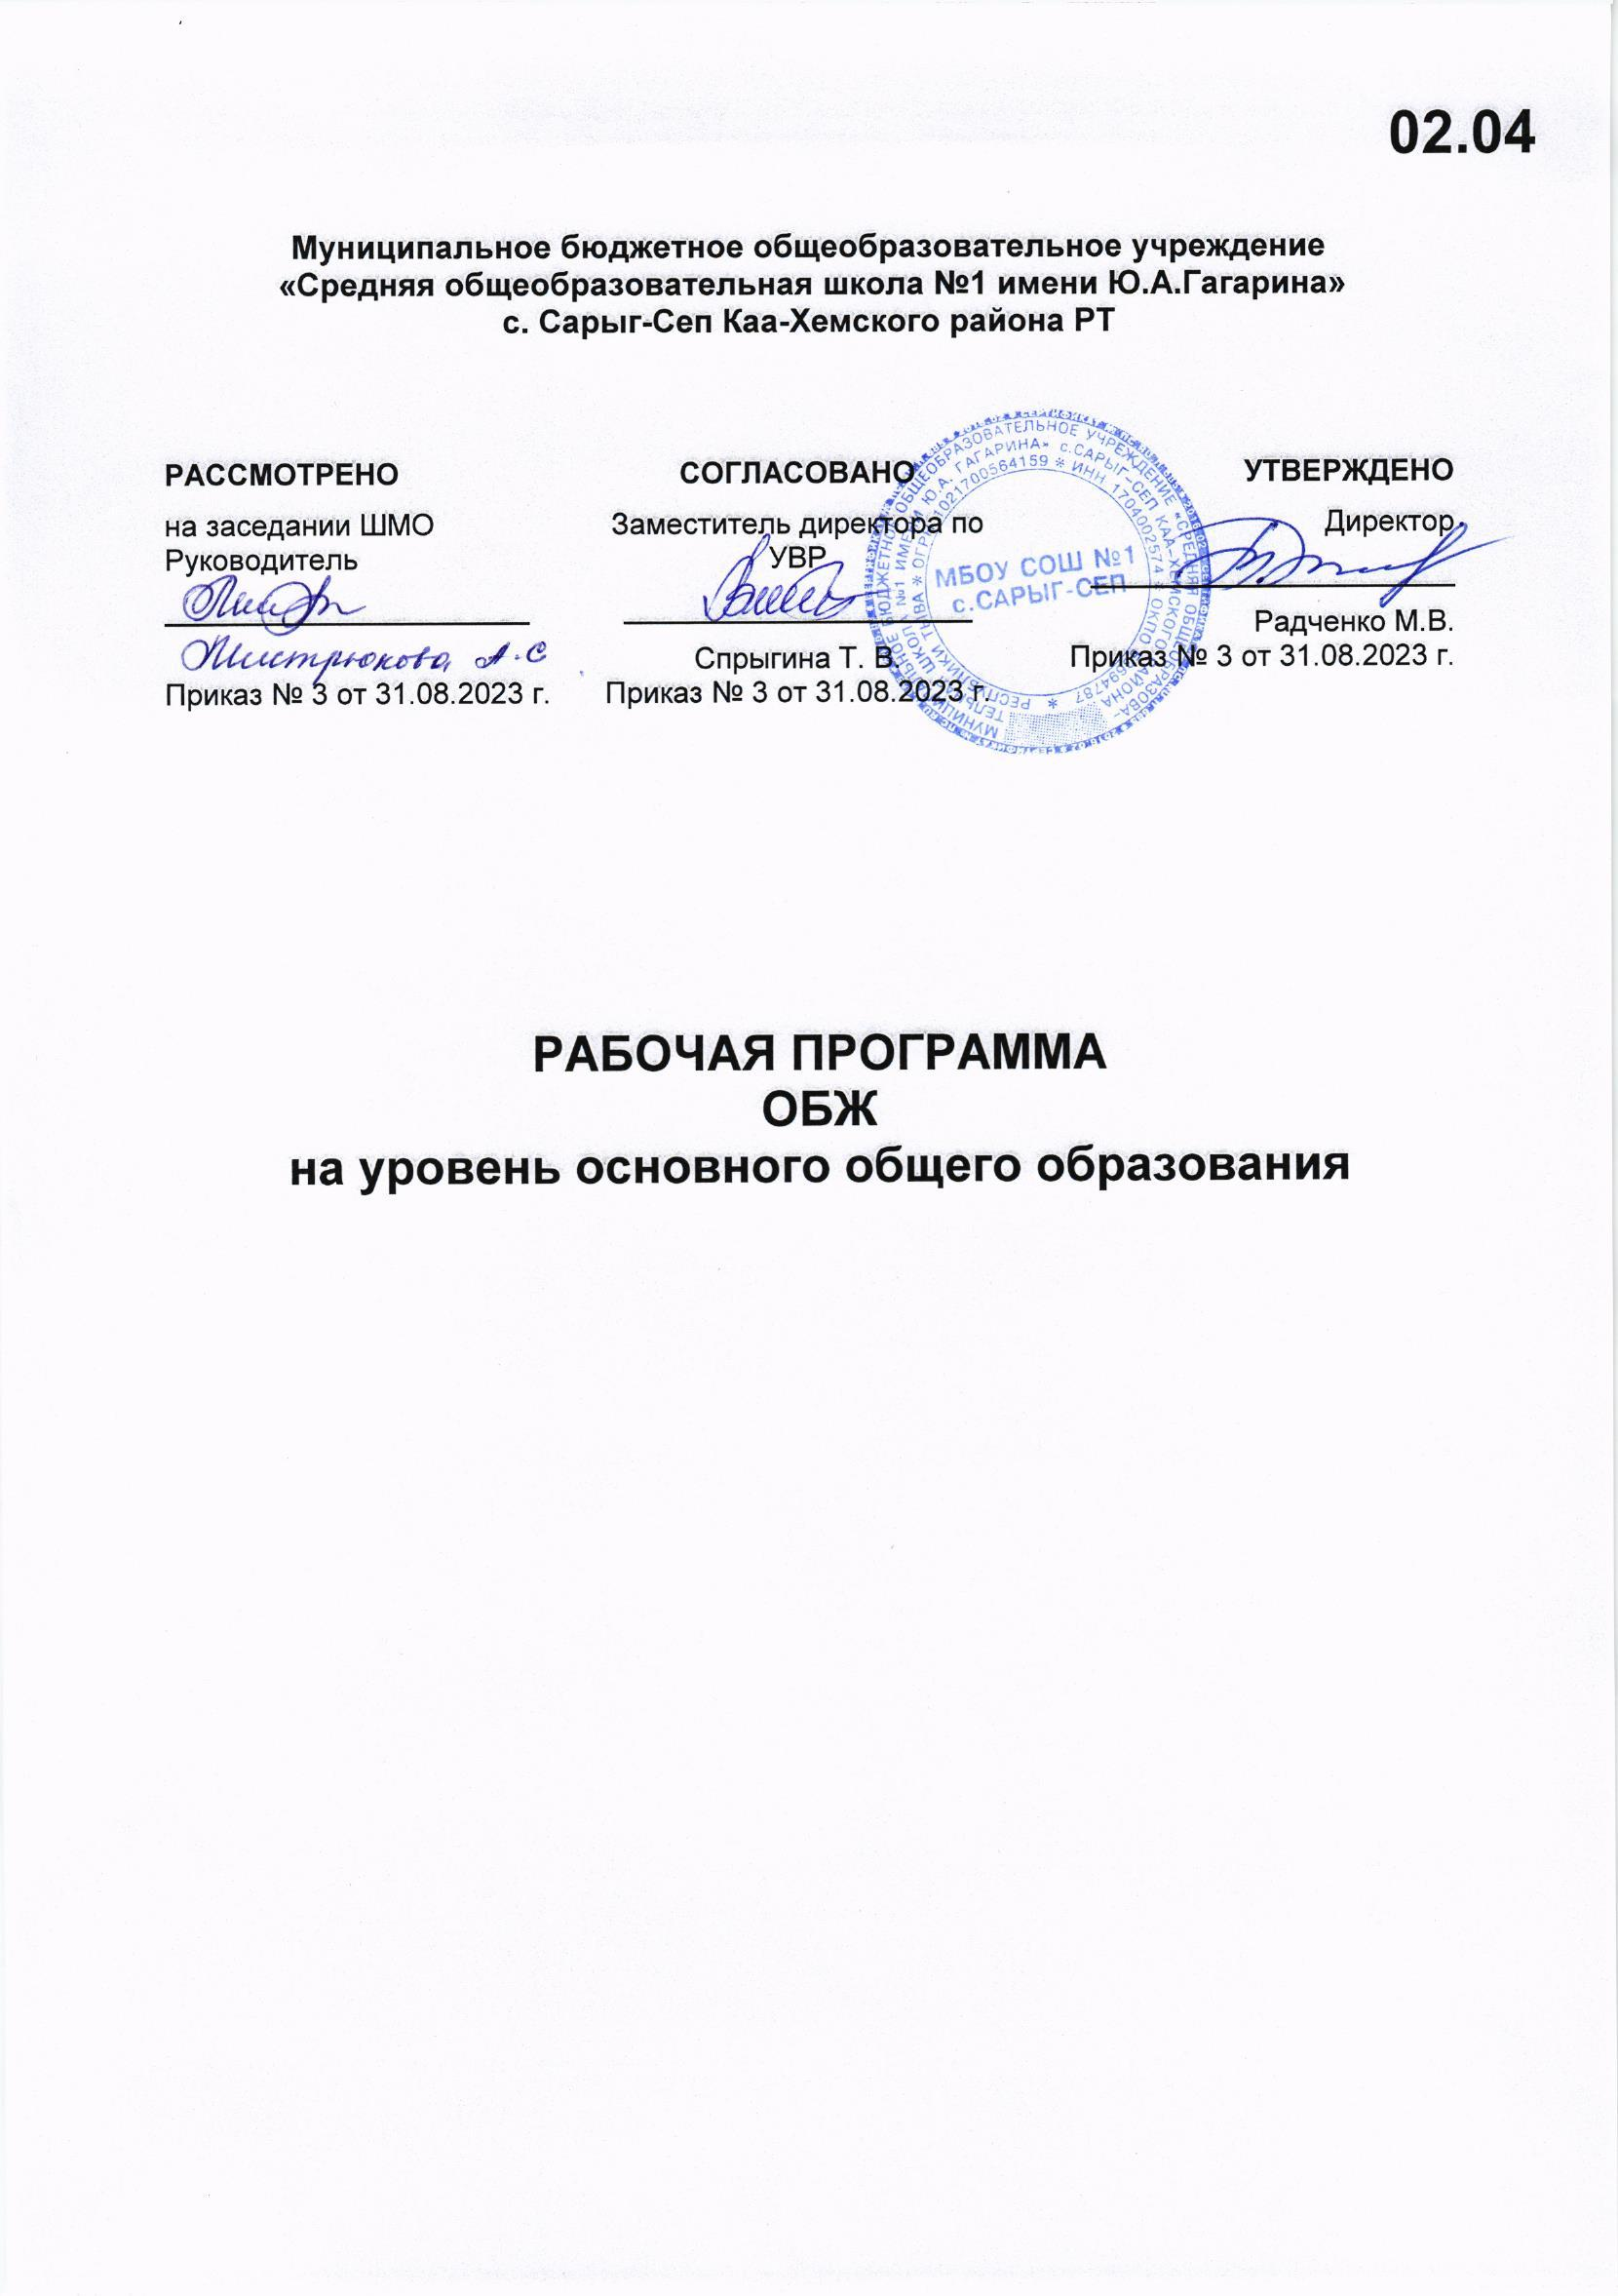 02.04
Муниципальное бюджетное общеобразовательное учреждение
«Средняя общеобразовательная школа №1 имени Ю.А.Гагарина»
с. Сарыг-Сеп Каа-Хемского района РТ
РАССМОТРЕНО
на заседании ШМО
Руководитель
Приказ № 3 от 31.08.2023 г.
СОГЛАСОВАНО
Заместитель директора по
УВР
Спрыгина Т. В.
Приказ № 3 от 31.08.2023 г.
УТВЕРЖДЕНО
Директор
Радченко М.В.
Приказ № 3 от 31.08.2023 г.
МБОУ СОШ №1
с.САРЫГ-СЕП
РАБОЧАЯ ПРОГРАММА
ОБЖ
на уровень основного общего образования